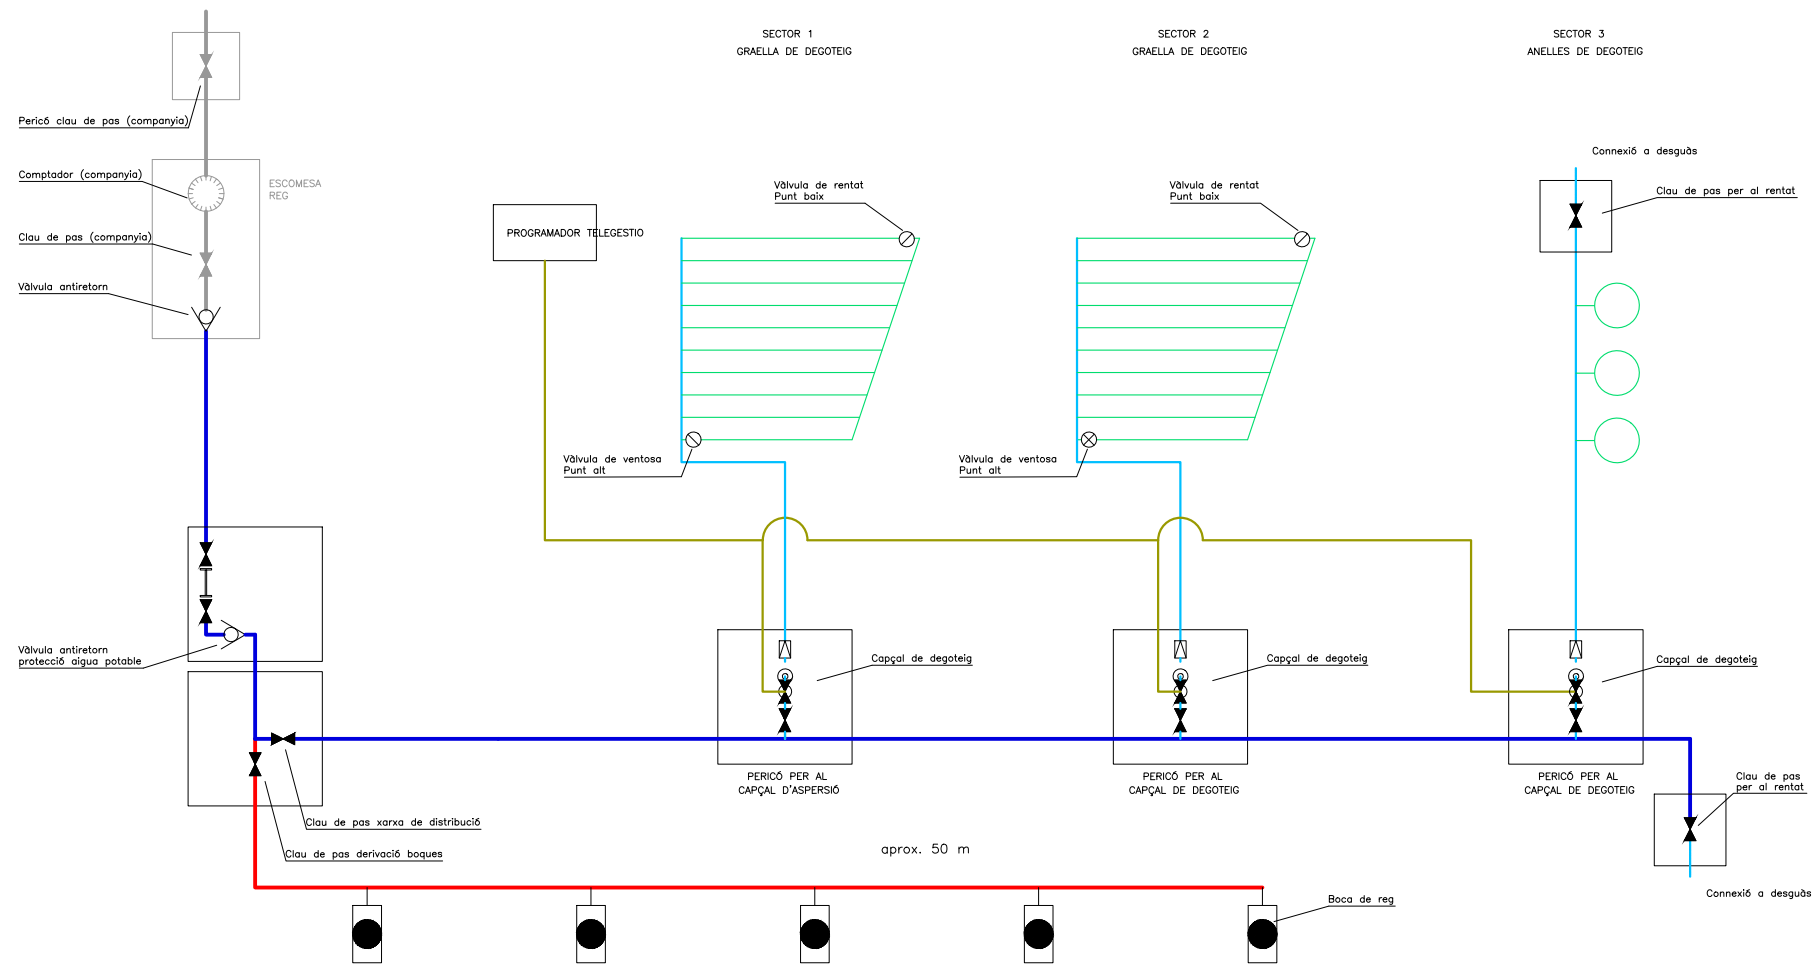 SECTOR 1
GRAELLA DE DEGOTEIG
SECTOR 2
GRAELLA DE DEGOTEIG
SECTOR 3
ANELLES DE DEGOTEIG
Pericó clau de pas (companyia)
Comptador (companyia)
ESCOMESA
REG
Clau de pas (companyia)
Vàlvula antiretorn
PROGRAMADOR TELEGESTIO
Vàlvula de rentat
Punt baix
Vàlvula de rentat
Punt baix
Connexió a desguàs
Clau de pas per al rentat
Vàlvula de ventosa
Punt alt
Vàlvula de ventosa
Punt alt
Vàlvula antiretorn
protecció aigua potable
Capçal de degoteig
Capçal de degoteig
Capçal de degoteig
PERICÓ PER AL
CAPÇAL D'ASPERSIÓ
PERICÓ PER AL
CAPÇAL DE DEGOTEIG
PERICÓ PER AL
CAPÇAL DE DEGOTEIG
Clau de pas
per al rentat
Clau de pas xarxa de distribució
Clau de pas derivació boques
aprox. 50 m
Boca de reg
Connexió a desguàs